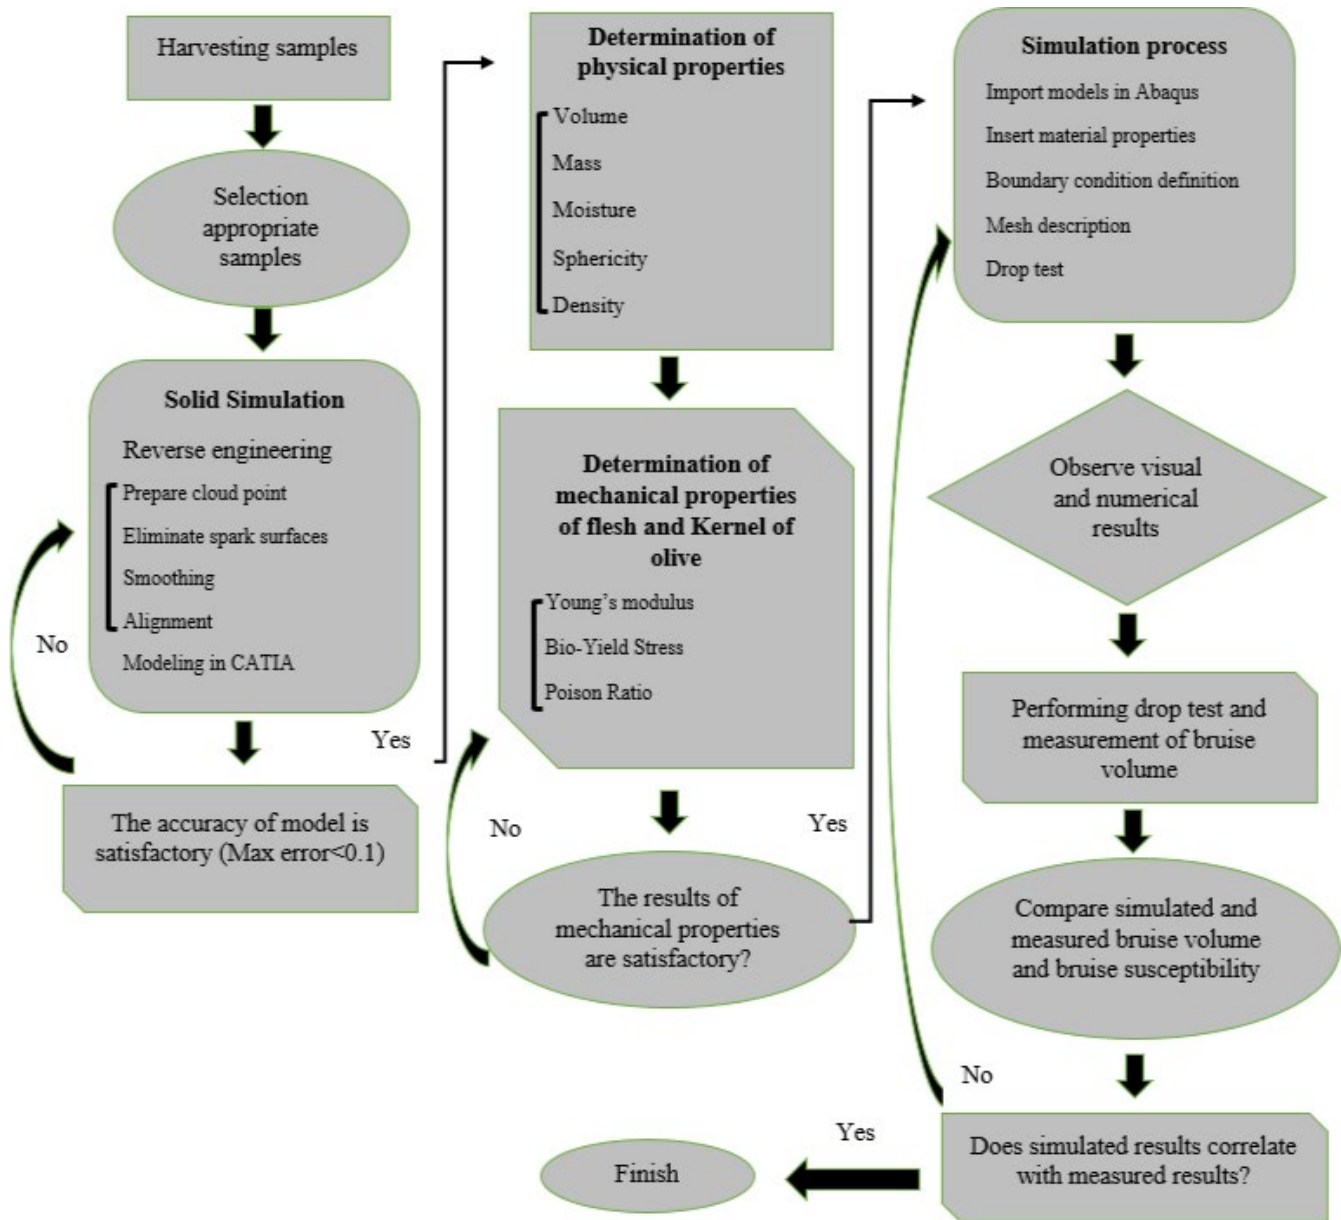 Harvesting samples
Selection
appropriate
samples
Solid Simulation
Reverse engineering
Prepare cloud point
Eliminate spark surfaces
Smoothing
Alignment
Modeling in CATIA
No
Yes
The accuracy of model is
satisfactory (Max error<0.1)
Determination of
physical properties
Volume
Mass
Moisture
Sphericity
Density
Determination of
mechanical properties
of flesh and Kernel of
olive
Young’s modulus
Bio-Yield Stress
Poison Ratio
No
Yes
The results of
mechanical properties
are satisfactory?
Simulation process
Import models in Abaqus
Insert material properties
Boundary condition definition
Mesh description
Drop test
Observe visual
and numerical
results
Performing drop test and
measurement of bruise
volume
Compare simulated and
measured bruise volume
and bruise susceptibility
No
Does simulated results correlate
with measured results?
Yes
Finish